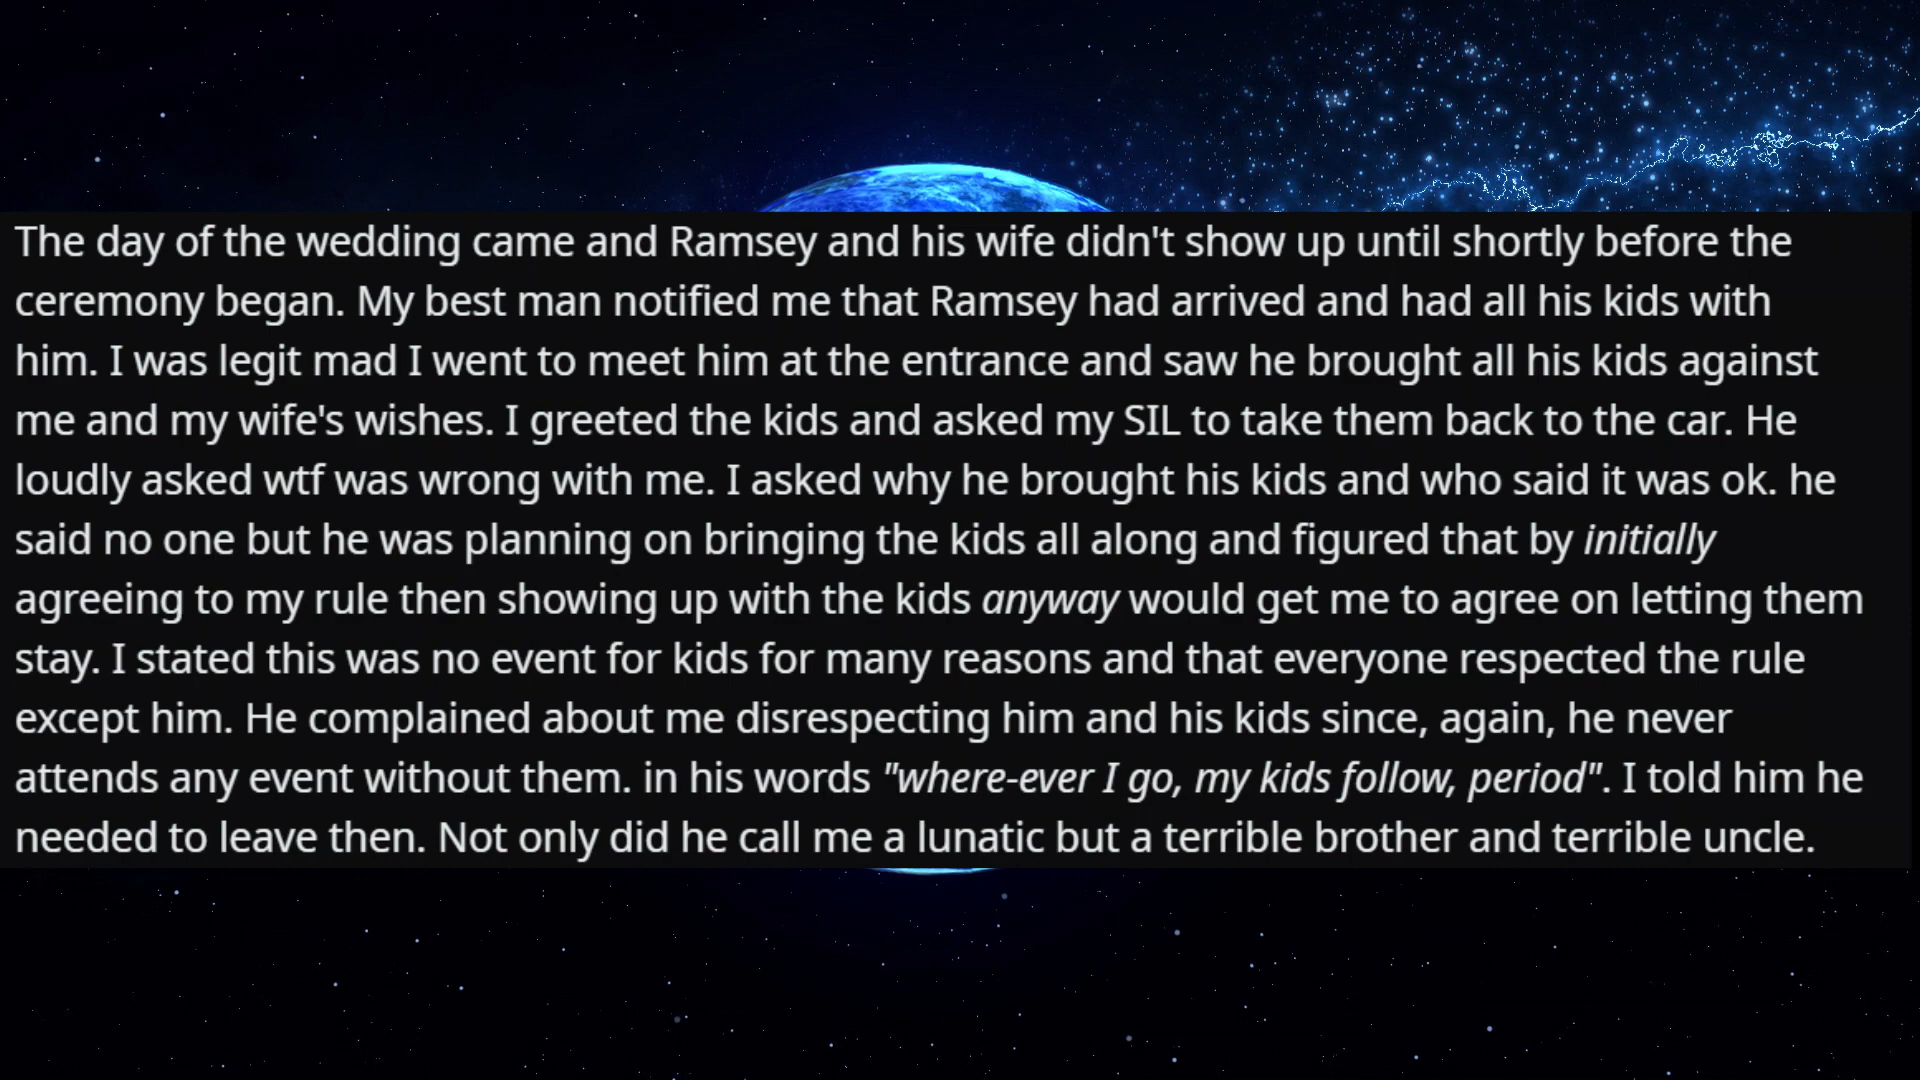 The day of the wedding came and Ramsey and his wife didn't show up until shortly before the
ceremony began. My best man notified me that Ramsey had arrived and had all his kids with
him. I was legit mad I went to meet him at the entrance and saw he brought all his kids against
me and my wife's wishes. I greeted the kids and asked my SIL to take them back to the car. He
loudly asked wtf was wrong with me. I asked why he brought his kids and who said it was ok. he
said no one but he was planning on bringing the kids all along and figured that by initially
agreeing to my rule then showing up with the kids anyway would get me to agree on letting them
stay. I stated this was no event for kids for many reasons and that everyone respected the rule
except him. He complained about me disrespecting him and his kids since, again, he never
attends any event without them. in his words "where-ever I go, my kids follow, period". I told him he
needed to leave then. Not only did he call me a lunatic but a terrible brother and terrible uncle.